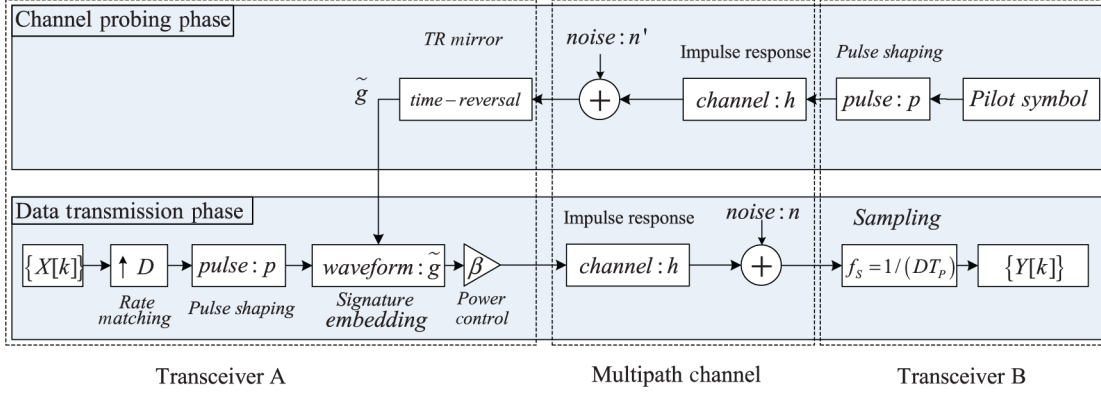 Channel probing phase
TR mirror
noise : n'
Impulse response
Pulse shaping
g̃
time−reversal
+
channel : h
pulse : p
Pilot symbol
Data transmission phase
Impulse response
noise : n
Sampling
{X[k]}
↑ D
pulse : p
waveform : g̃
β
channel : h
+
f_S = 1/(DT_P)
{Y[k]}
Rate
matching
Pulse shaping
Signature
embedding
Power
control
Transceiver A
Multipath channel
Transceiver B